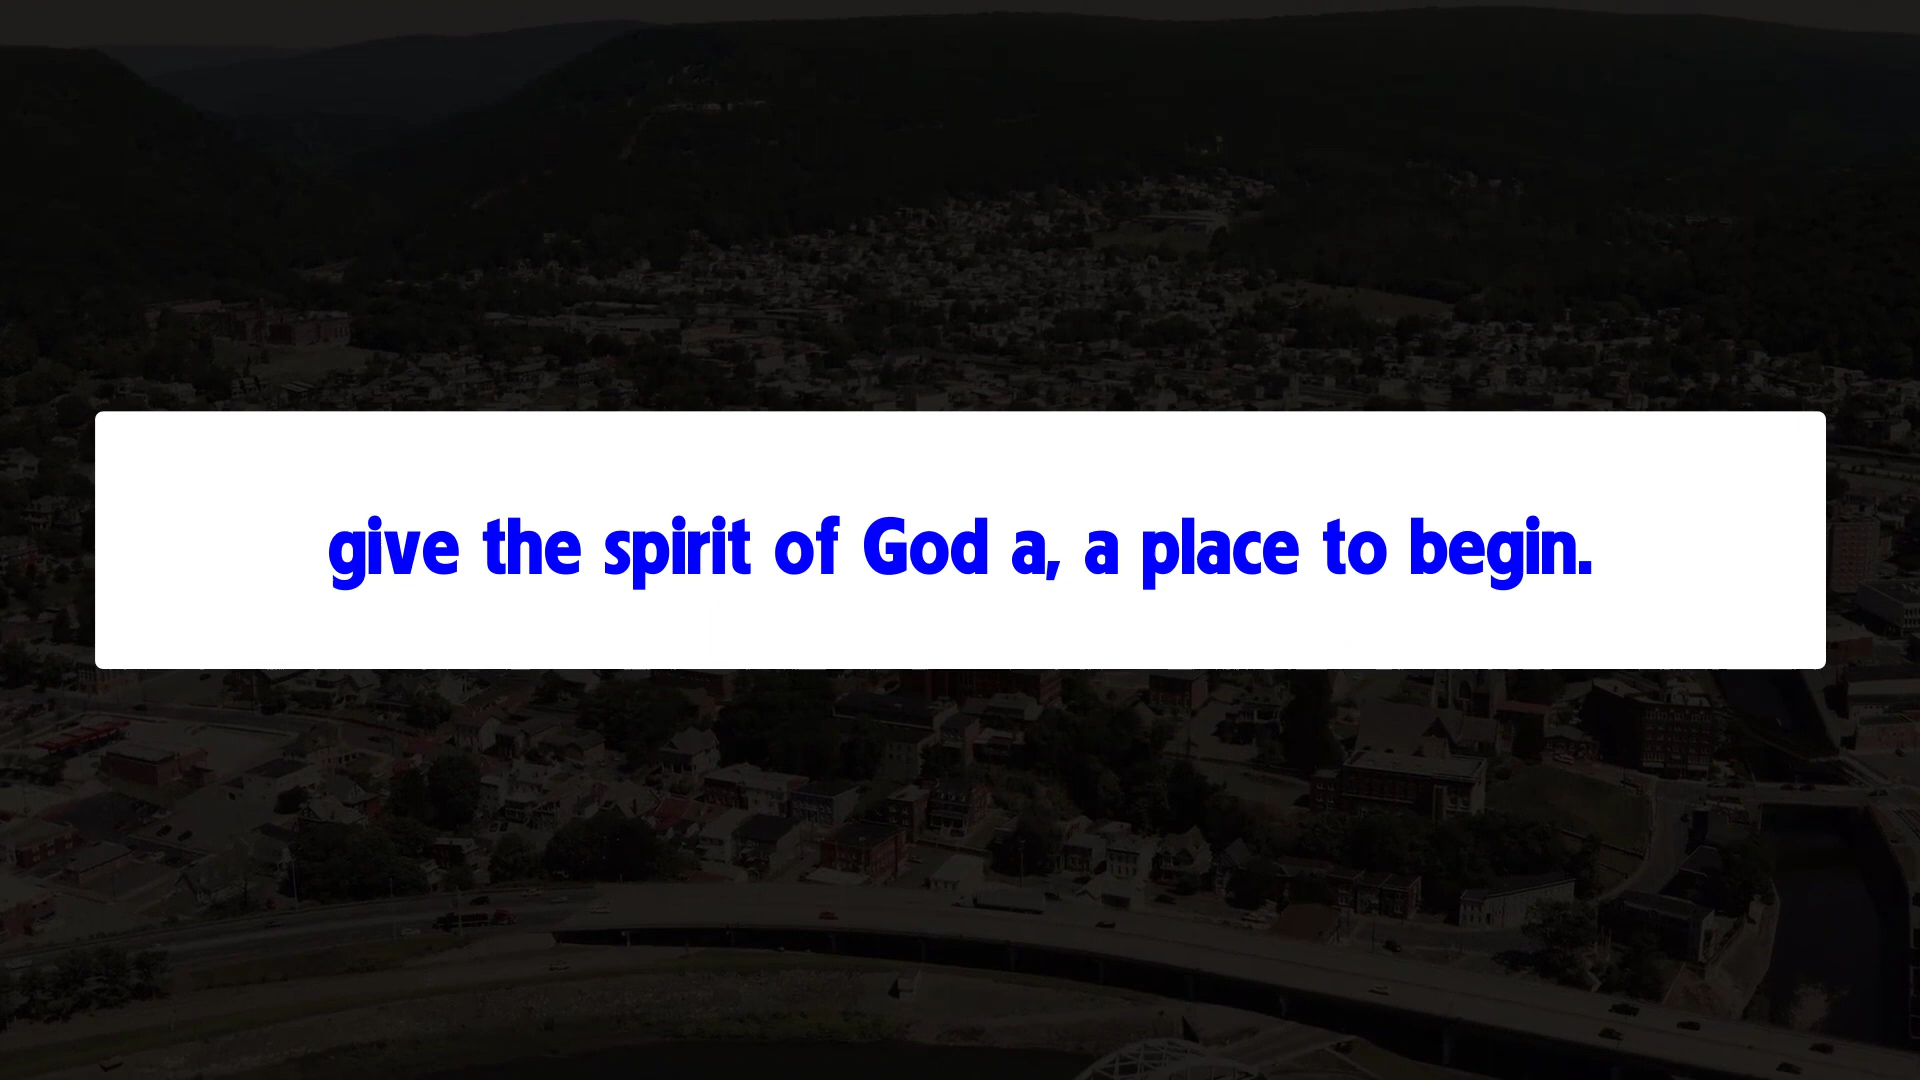 give the spirit of God a, a place to begin.